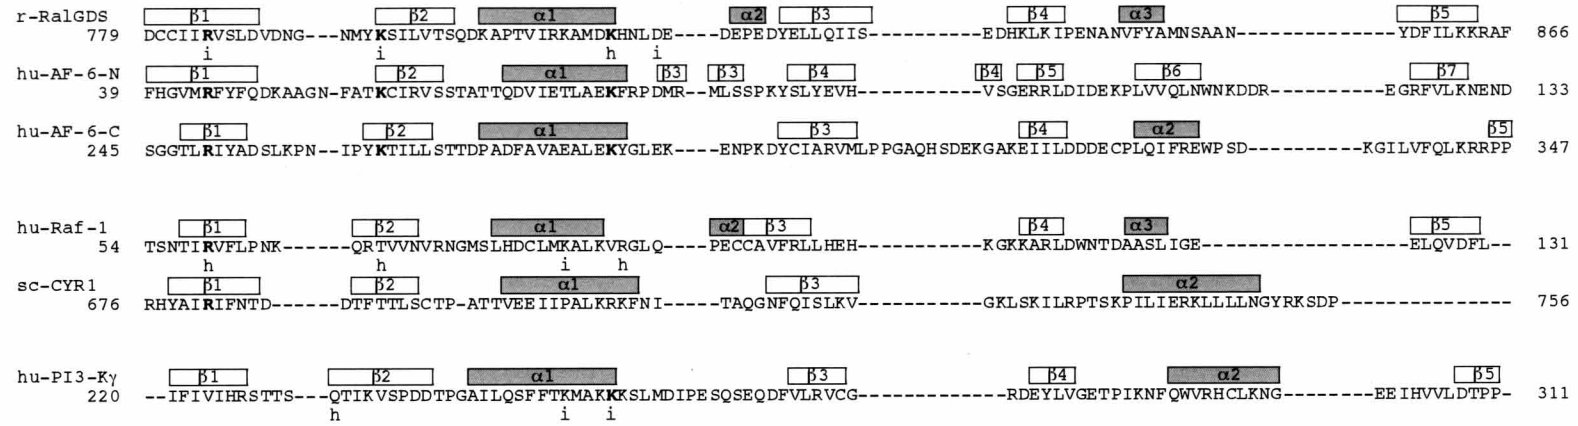 r-RalGDS β1 β2 α1 α2 β3 β4 α3 β5
779 DCCIIRVSLDVDNG---NMYKSILVTSQDKAPTVIRKAMDKHNLDE----DEPEDYELLQIIS----------EDHKLKIPENANVFYAMNSAAN--------------YDFILKKRAF 866
i i h i
hu-AF-6-N β1 β2 α1 β3 β3 β4 β4 β5 β6 β7
39 FHGVMRFYFQDKAAGN-FATKCIRVSSTATTQDVIETLAEKFRPDMR--MLSSPKYSLYEVH-----------VSGERRLDIDEKPLVVQLNWNKDDR----------EGRFVLKNEND 133
hu-AF-6-C β1 β2 α1 β3 β4 α2 β5
245 SGGTLRIYADSLKPN--IPYKTILLSTTDPADFAVAEALEKYGLEK----ENPKDYCIARVMLPPGAQHSDEKGAKEIILDDDECPLQIFREWPSD----------KGILVFQLKRRPP 347
hu-Raf-1 β1 β2 α1 α2 β3 β4 α3 β5
54 TSNTIRVFLPNK------QRTVVNVRNGMSLHDCLMKALKVRGLQ----PECCAVFRLLHEH-----------KGKKARLDWNTDAASLIGE------------------ELQVDFL-- 131
h h i h
sc-CYR1 β1 β2 α1 β3 α2
676 RHYAIRIFNTD------DTFTTLSCTP-ATTVEEIIPALKRKFNI----TAQGNFQISLKV-----------GKLSKILRPTSKPILIERKLLLLNGYRKSDP--------------- 756
hu-PI3-Kγ β1 β2 α1 β3 β4 α2 β5
220 --IFIVIHRSTTS---QTIKVSPDDTPGAILQSFFTKMAKKKSLMDIPESQSEQDFVLRVCG---------------RDEYLVGETPIKNFQWVRHCLKNG--------EEIHVVLDTPP- 311
h i i